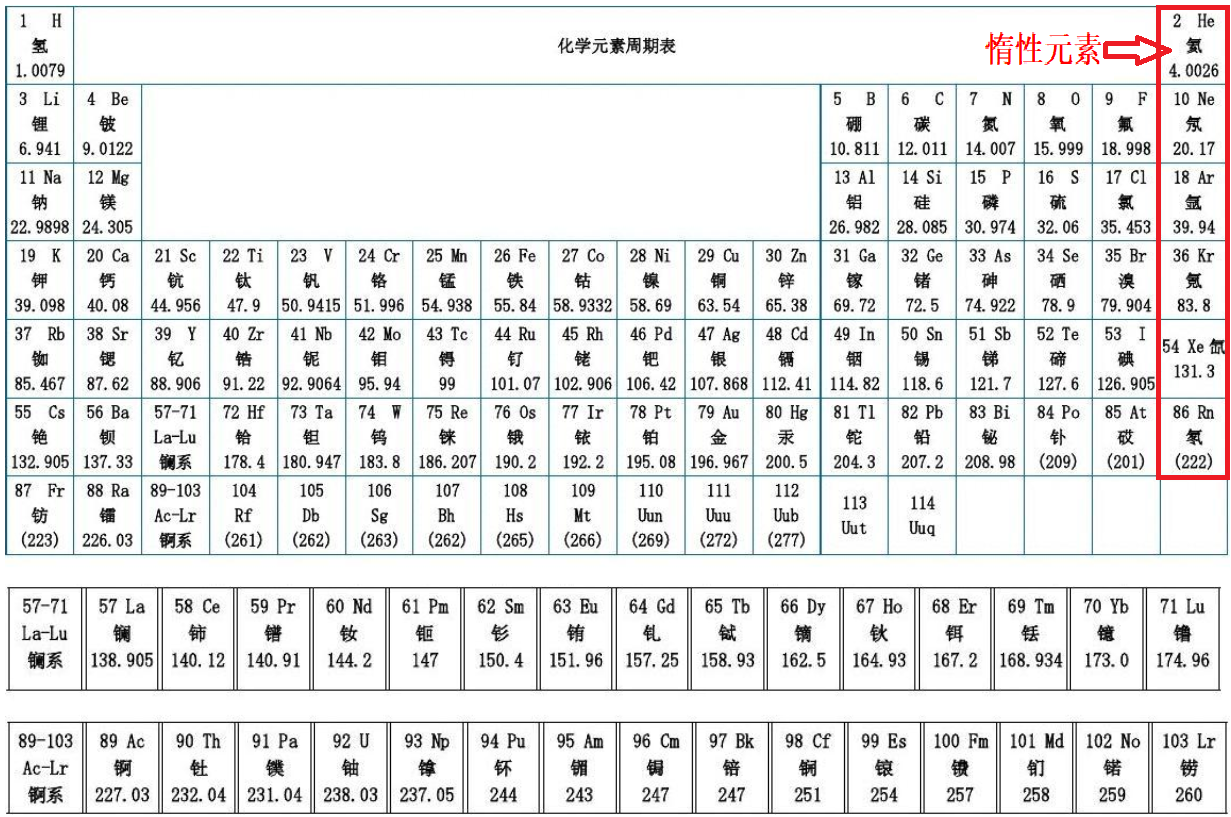 1 H 2 He
氢 化学元素周期表 惰性元素 氦
1.0079 4.0026
3 Li 4 Be 5 B 6 C 7 N 8 O 9 F 10 Ne
锂 铍 硼 碳 氮 氧 氟 氖
6.941 9.0122 10.811 12.011 14.007 15.999 18.998 20.17
11 Na 12 Mg 13 Al 14 Si 15 P 16 S 17 Cl 18 Ar
钠 镁 铝 硅 磷 硫 氯 氩
22.9898 24.305 26.982 28.085 30.974 32.06 35.453 39.94
19 K 20 Ca 21 Sc 22 Ti 23 V 24 Cr 25 Mn 26 Fe 27 Co 28 Ni 29 Cu 30 Zn 31 Ga 32 Ge 33 As 34 Se 35 Br 36 Kr
钾 钙 钪 钛 钒 铬 锰 铁 钴 镍 铜 锌 镓 锗 砷 硒 溴 氪
39.098 40.08 44.956 47.9 50.9415 51.996 54.938 55.84 58.9332 58.69 63.54 65.38 69.72 72.5 74.922 78.9 79.904 83.8
37 Rb 38 Sr 39 Y 40 Zr 41 Nb 42 Mo 43 Tc 44 Ru 45 Rh 46 Pd 47 Ag 48 Cd 49 In 50 Sn 51 Sb 52 Te 53 I 54 Xe 氙
铷 锶 钇 锆 铌 钼 锝 钌 铑 钯 银 镉 铟 锡 锑 碲 碘 131.3
85.467 87.62 88.906 91.22 92.9064 95.94 99 101.07 102.906 106.42 107.868 112.41 114.82 118.6 121.7 127.6 126.905
55 Cs 56 Ba 57-71 72 Hf 73 Ta 74 W 75 Re 76 Os 77 Ir 78 Pt 79 Au 80 Hg 81 Tl 82 Pb 83 Bi 84 Po 85 At 86 Rn
铯 钡 La-Lu 铪 钽 钨 铼 锇 铱 铂 金 汞 铊 铅 铋 钋 砹 氡
132.905 137.33 镧系 178.4 180.947 183.8 186.207 190.2 192.2 195.08 196.967 200.5 204.3 207.2 208.98 (209) (201) (222)
87 Fr 88 Ra 89-103 104 105 106 107 108 109 110 111 112 113 114
钫 镭 Ac-Lr Rf Db Sg Bh Hs Mt Uun Uuu Uub Uut Uuq
(223) 226.03 锕系 (261) (262) (263) (262) (265) (266) (269) (272) (277)
57-71 57 La 58 Ce 59 Pr 60 Nd 61 Pm 62 Sm 63 Eu 64 Gd 65 Tb 66 Dy 67 Ho 68 Er 69 Tm 70 Yb 71 Lu
La-Lu 镧 铈 镨 钕 钷 钐 铕 钆 铽 镝 钬 铒 铥 镱 镥
镧系 138.905 140.12 140.91 144.2 147 150.4 151.96 157.25 158.93 162.5 164.93 167.2 168.934 173.0 174.96
89-103 89 Ac 90 Th 91 Pa 92 U 93 Np 94 Pu 95 Am 96 Cm 97 Bk 98 Cf 99 Es 100 Fm 101 Md 102 No 103 Lr
Ac-Lr 锕 钍 镤 铀 镎 钚 镅 锔 锫 锎 锿 镄 钔 锘 铹
锕系 227.03 232.04 231.04 238.03 237.05 244 243 247 247 251 254 257 258 259 260